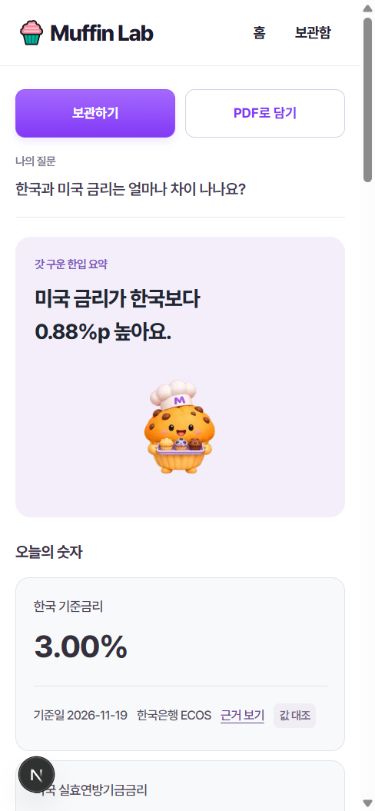 Muffin Lab
홈
보관함
보관하기
PDF로 담기
나의 질문
한국과 미국 금리는 얼마나 차이 나나요?
갓 구운 한입 요약
미국 금리가 한국보다
0.88%p 높아요.
M
오늘의 숫자
한국 기준금리
3.00%
기준일 2026-11-19 한국은행 ECOS 근거 보기 값 대조
N
국 실효연방기금금리